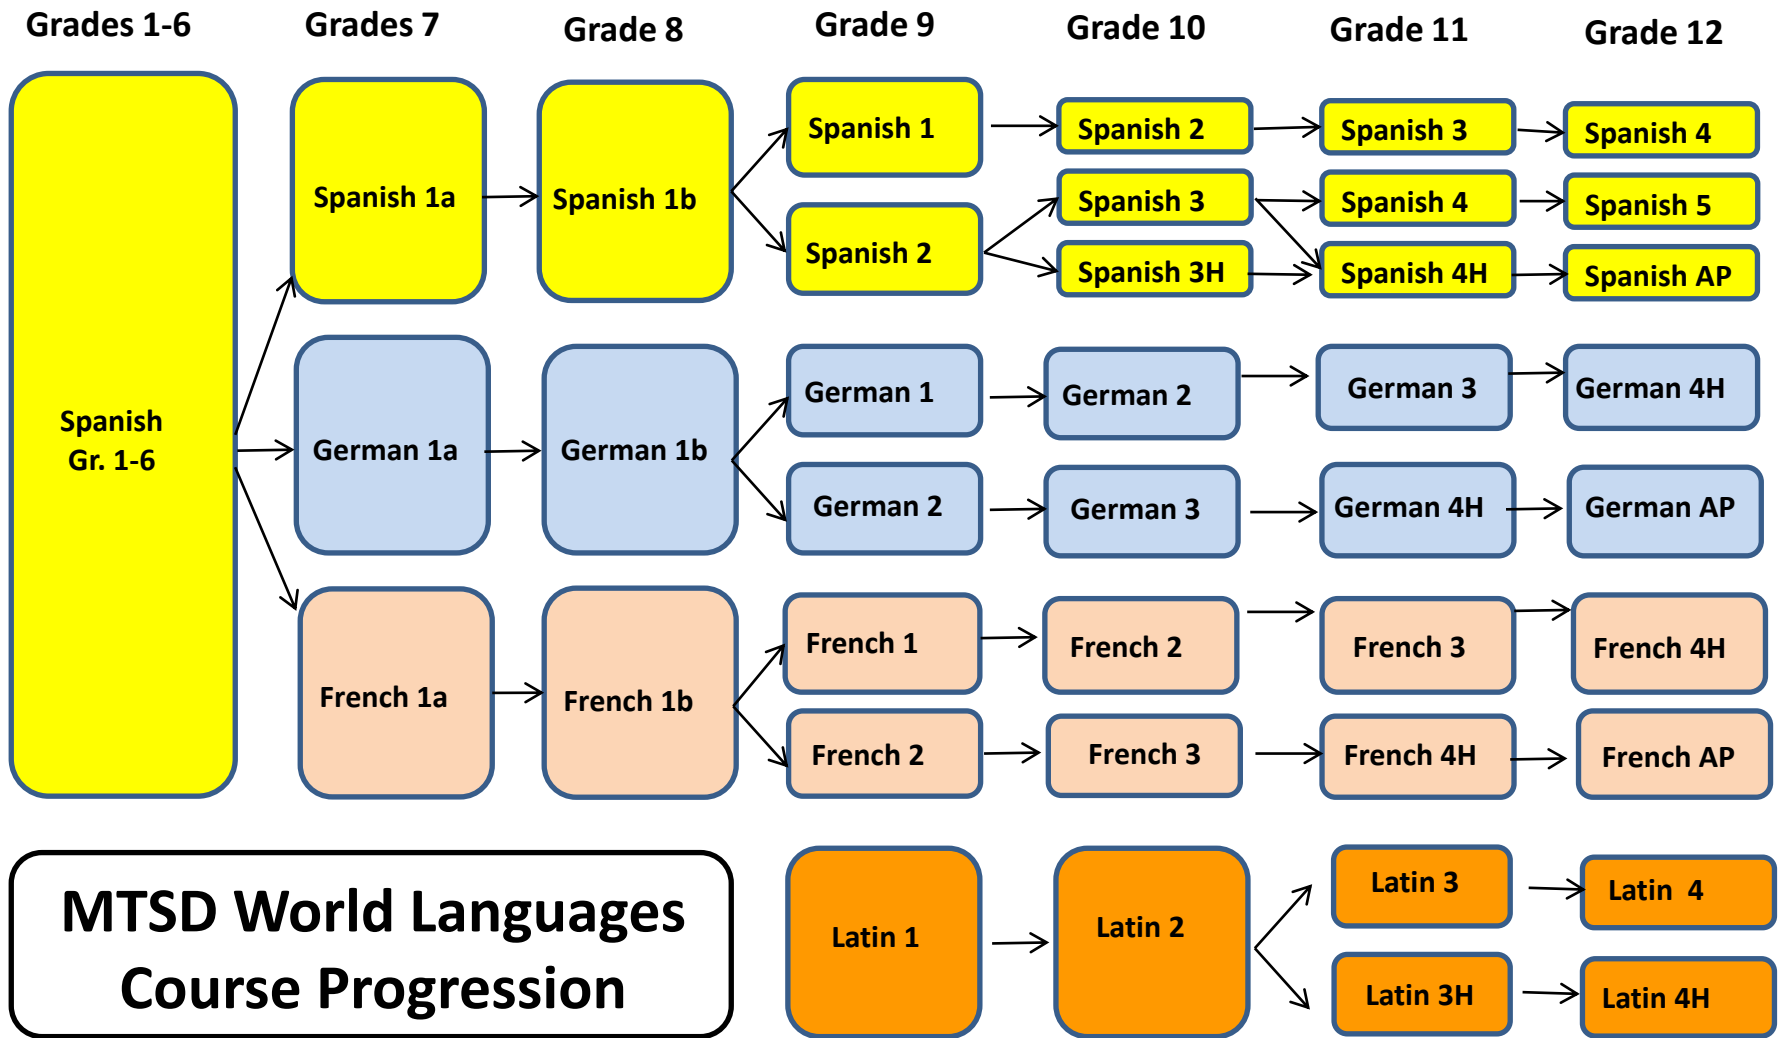 Grades 1-6
Grades 7
Grade 8
Grade 9
Grade 10
Grade 11
Grade 12
Spanish
Gr. 1-6
Spanish 1a
Spanish 1b
Spanish 1
Spanish 2
Spanish 3
Spanish 4
Spanish 2
Spanish 3
Spanish 4
Spanish 5
Spanish 3H
Spanish 4H
Spanish AP
German 1a
German 1b
German 1
German 2
German 3
German 4H
German 2
German 3
German 4H
German AP
French 1a
French 1b
French 1
French 2
French 3
French 4H
French 2
French 3
French 4H
French AP
MTSD World Languages
Course Progression
Latin 1
Latin 2
Latin 3
Latin 4
Latin 3H
Latin 4H